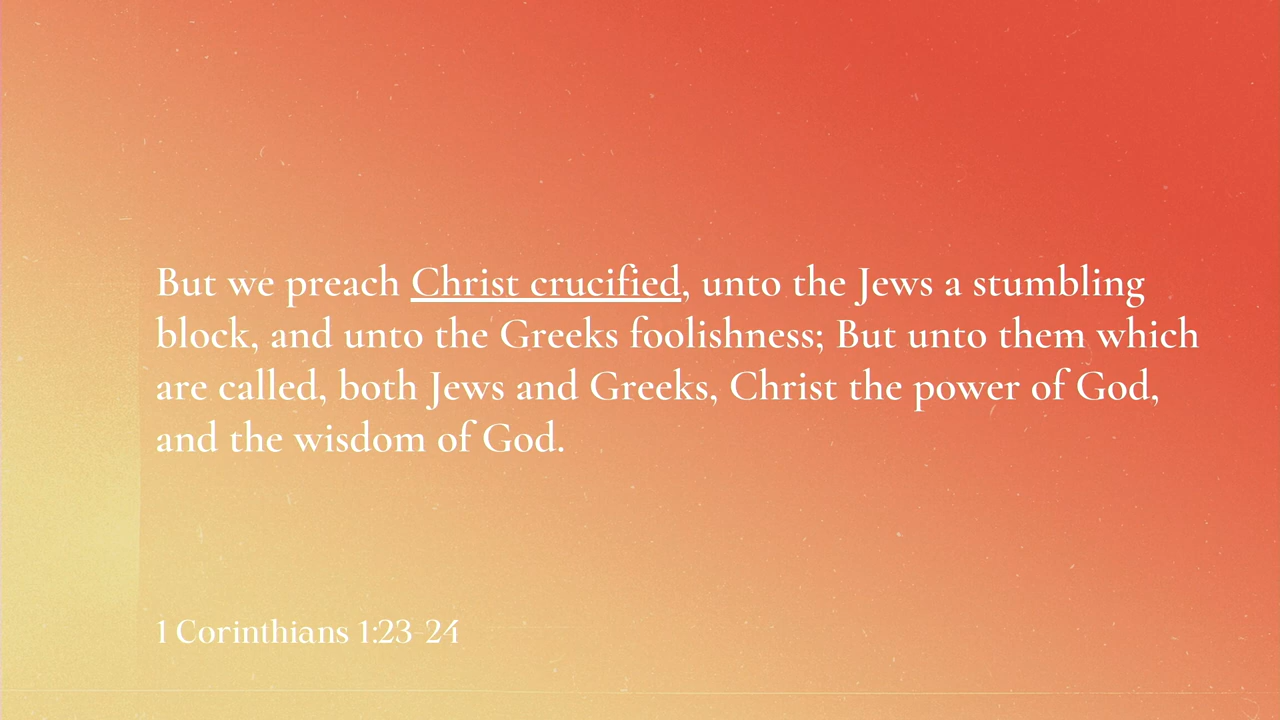 But we preach Christ crucified, unto the Jews a stumbling
block, and unto the Greeks foolishness; But unto them which
are called, both Jews and Greeks, Christ the power of God,
and the wisdom of God.
1 Corinthians 1:23-24